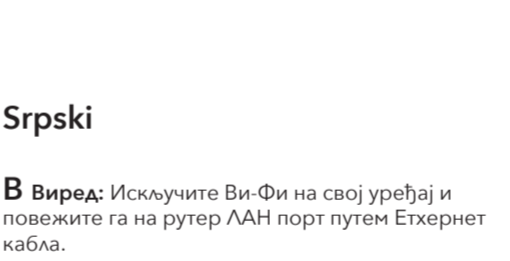 Srpski
В Виред: Искључите Ви-Фи на свој уређај и
повежите га на рутер ЛАН порт путем Етхернет
кабла.